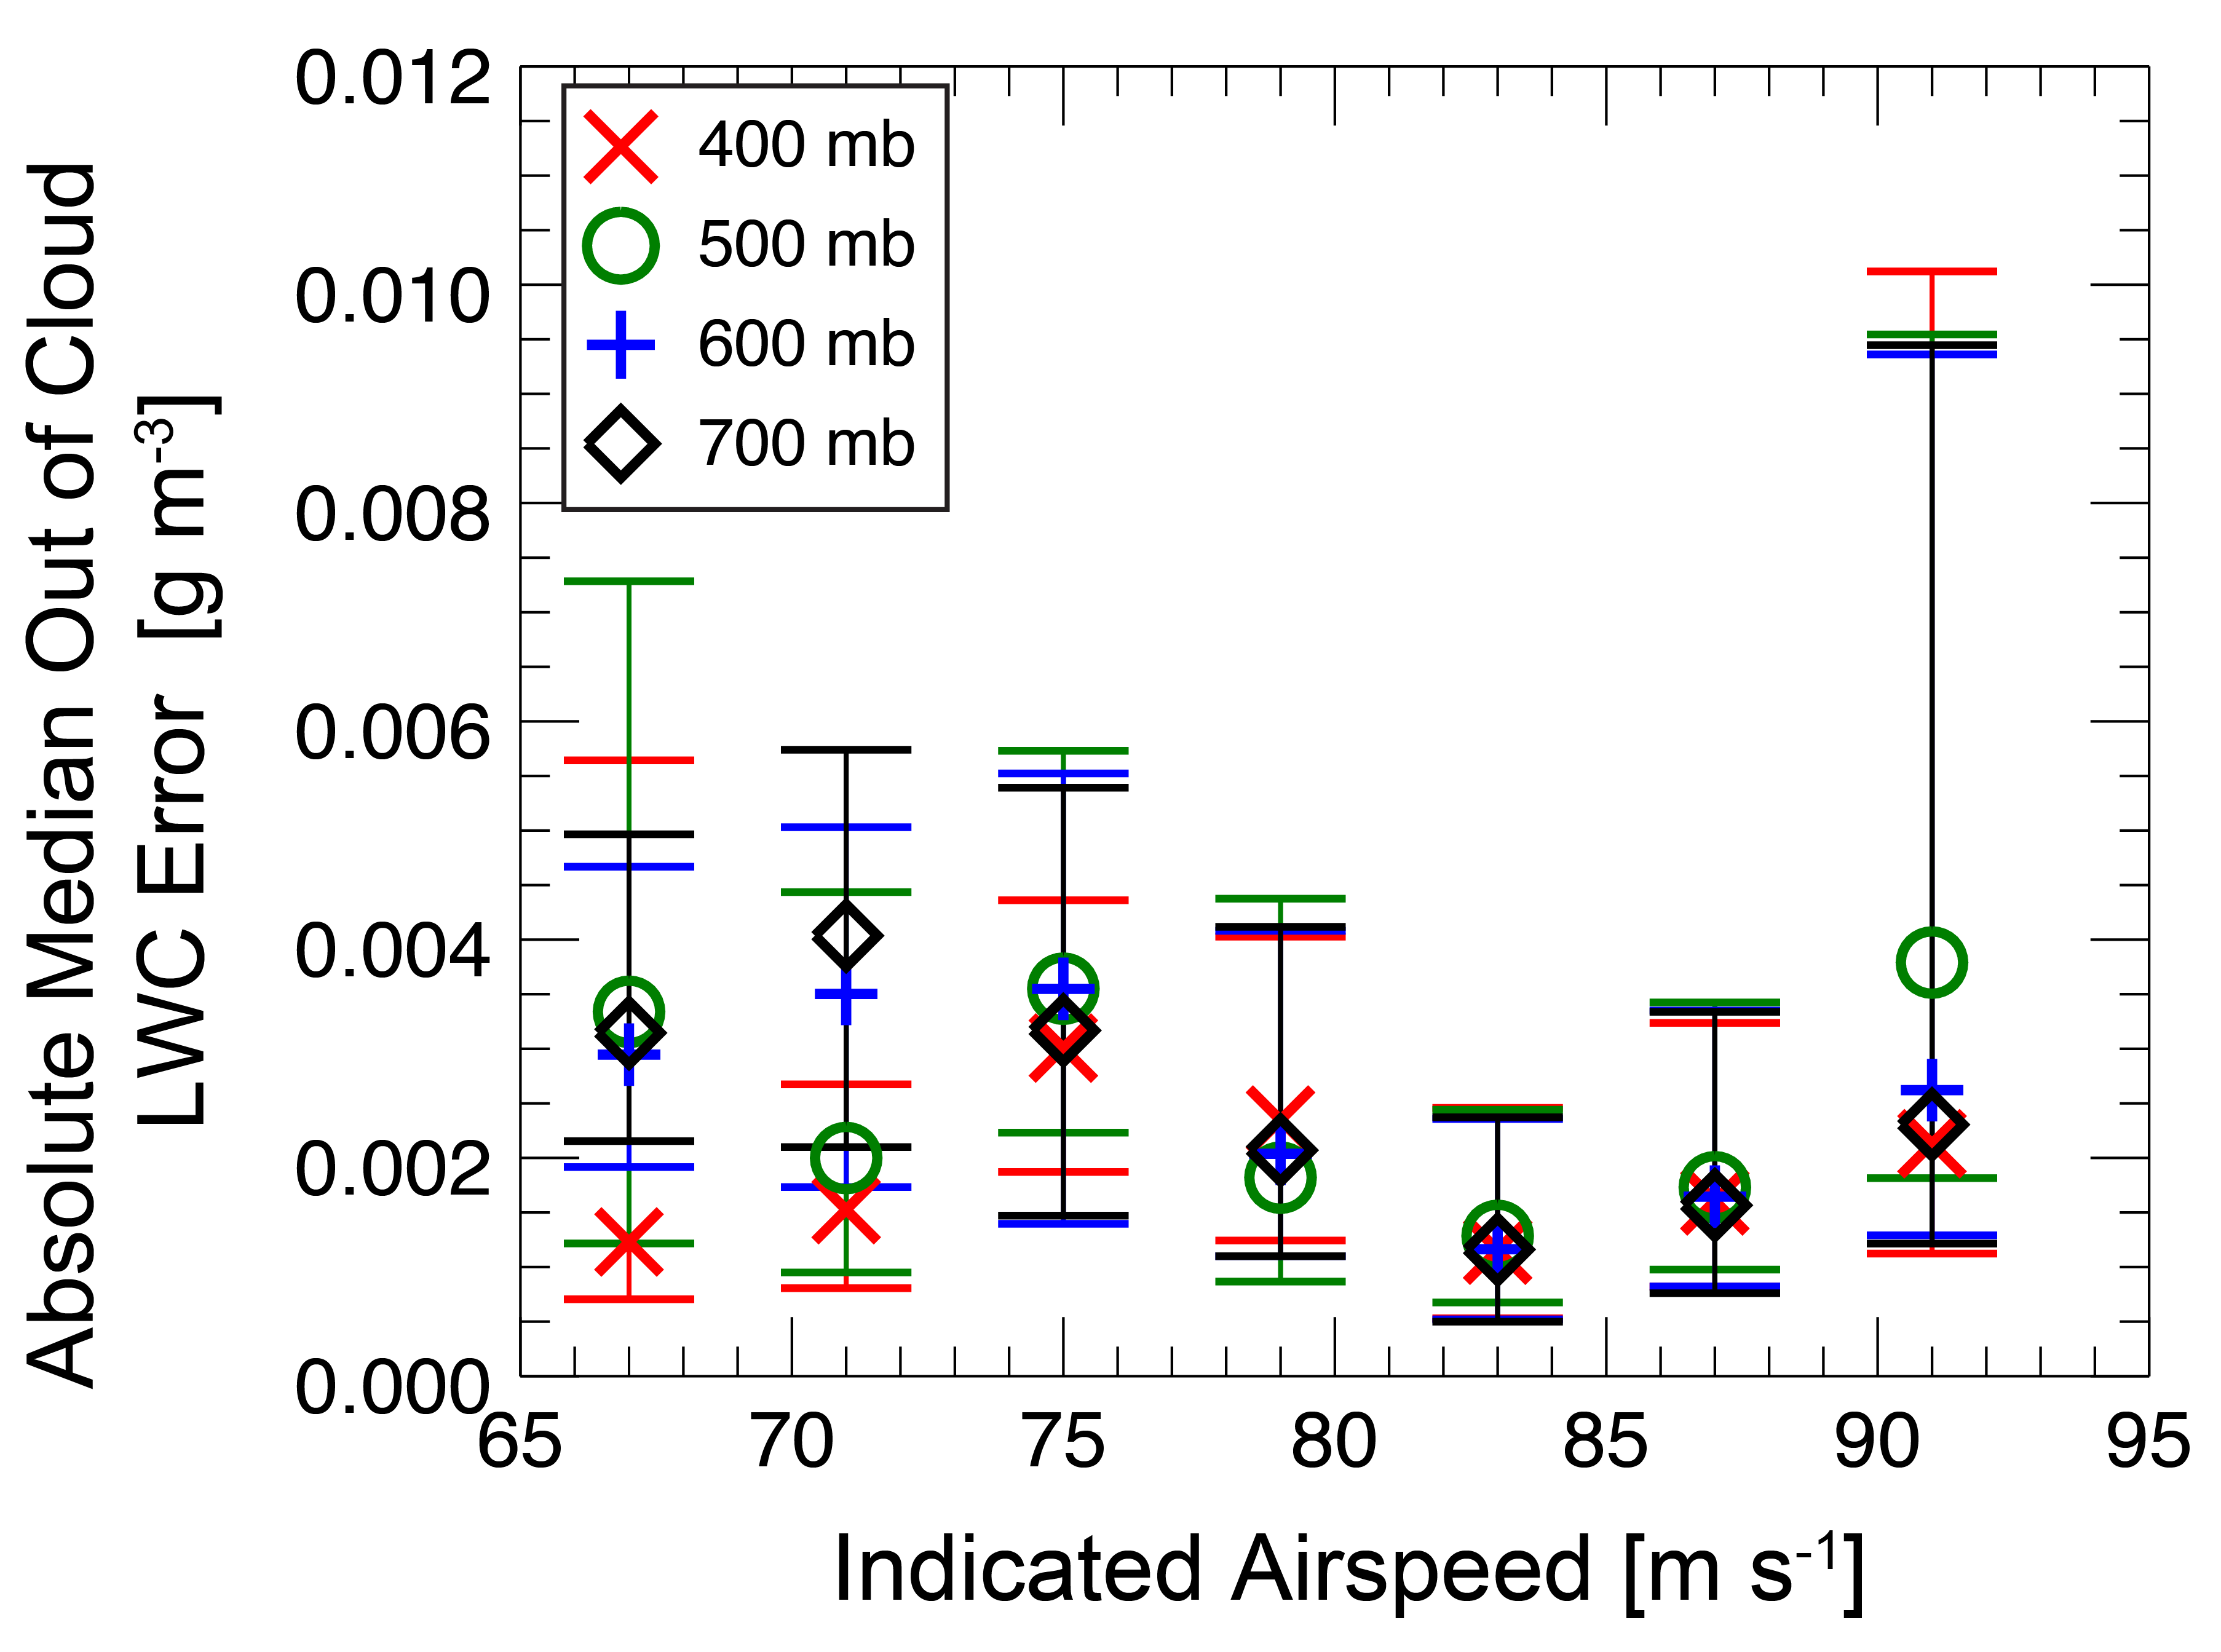 Absolute Median Out of Cloud
LWC Error [g m-3]
0.012
0.010
0.008
0.006
0.004
0.002
0.000
400 mb
500 mb
600 mb
700 mb
65 70 75 80 85 90 95
Indicated Airspeed [m s-1]